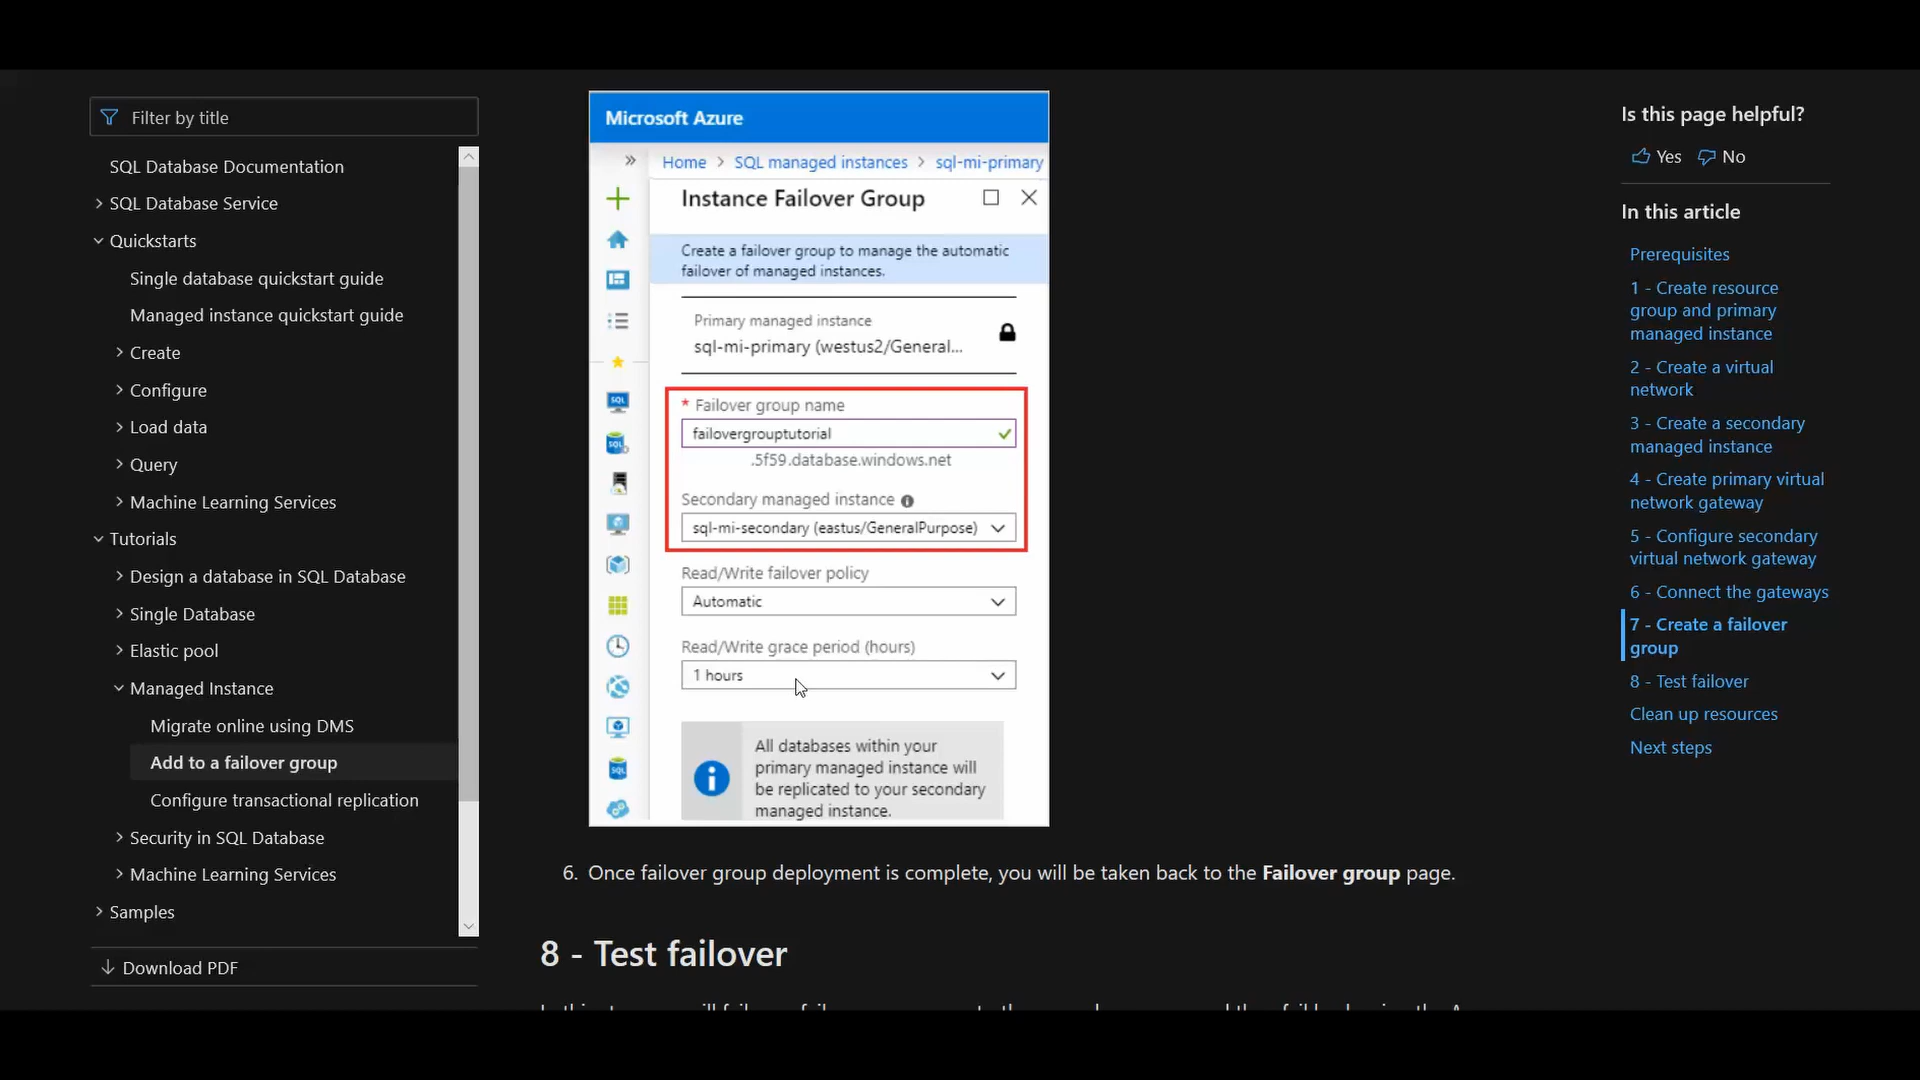 Filter by title
SQL Database Documentation
SQL Database Service
Quickstarts
Single database quickstart guide
Managed instance quickstart guide
Create
Configure
Load data
Query
Machine Learning Services
Tutorials
Design a database in SQL Database
Single Database
Elastic pool
Managed Instance
Migrate online using DMS
Add to a failover group
Configure transactional replication
Security in SQL Database
Machine Learning Services
Samples
Download PDF
Microsoft Azure
Home > SQL managed instances > sql-mi-primary
Instance Failover Group
Create a failover group to manage the automatic
failover of managed instances.
Primary managed instance
sql-mi-primary (westus2/General...
* Failover group name
failovergrouptutorial
.5f59.database.windows.net
Secondary managed instance
sql-mi-secondary (eastus/GeneralPurpose)
Read/Write failover policy
Automatic
Read/Write grace period (hours)
1 hours
All databases within your
primary managed instance will
be replicated to your secondary
managed instance.
6. Once failover group deployment is complete, you will be taken back to the Failover group page.
8 - Test failover
Is this page helpful?
Yes No
In this article
Prerequisites
1 - Create resource
group and primary
managed instance
2 - Create a virtual
network
3 - Create a secondary
managed instance
4 - Create primary virtual
network gateway
5 - Configure secondary
virtual network gateway
6 - Connect the gateways
7 - Create a failover
group
8 - Test failover
Clean up resources
Next steps